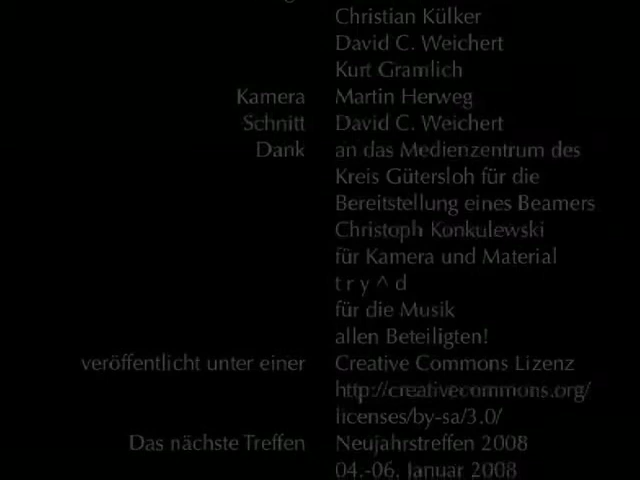 Christian Külker
David C. Weichert
Kurt Gramlich
Kamera Martin Herweg
Schnitt David C. Weichert
Dank an das Medienzentrum des
Kreis Gütersloh für die
Bereitstellung eines Beamers
Christoph Konkulewski
für Kamera und Material
t r y ^ d
für die Musik
allen Beteiligten!
veröffentlicht unter einer Creative Commons Lizenz
http://creativecommons.org/
licenses/by-sa/3.0/
Das nächste Treffen Neujahrstreffen 2008
04.-06. Januar 2008